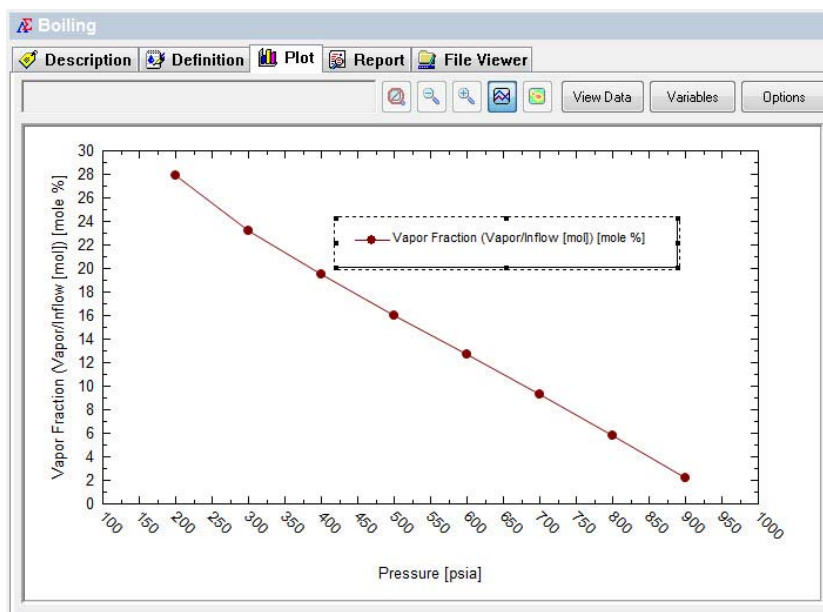 Boiling
Description Definition Plot Report File Viewer
View Data Variables Options
Vapor Fraction (Vapor/Inflow [mol]) [mole %]
30
28
26
24
22
20
18
16
14
12
10
8
6
4
2
0
Vapor Fraction (Vapor/Inflow [mol]) [mole %]
100 150 200 250 300 350 400 450 500 550 600 650 700 750 800 850 900 950 1000
Pressure [psia]